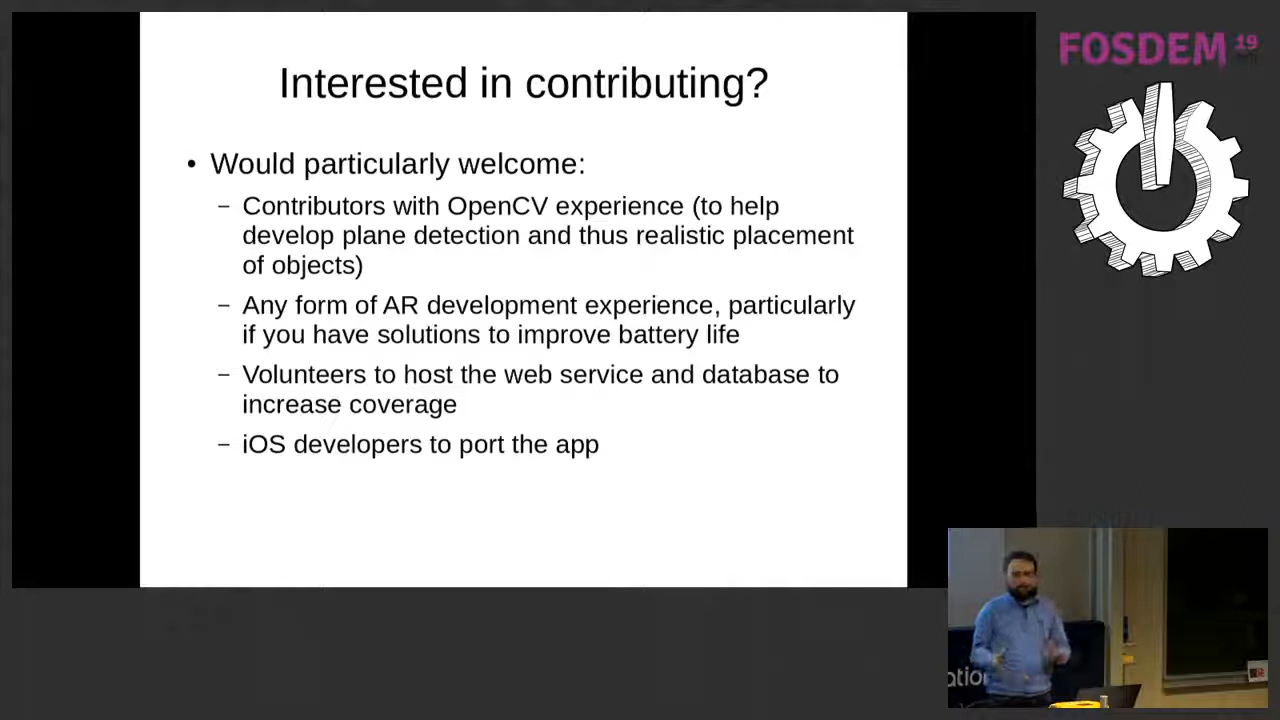 Interested in contributing?
FOSDEM 19
• Would particularly welcome:
– Contributors with OpenCV experience (to help
develop plane detection and thus realistic placement
of objects)
– Any form of AR development experience, particularly
if you have solutions to improve battery life
– Volunteers to host the web service and database to
increase coverage
– iOS developers to port the app
atio